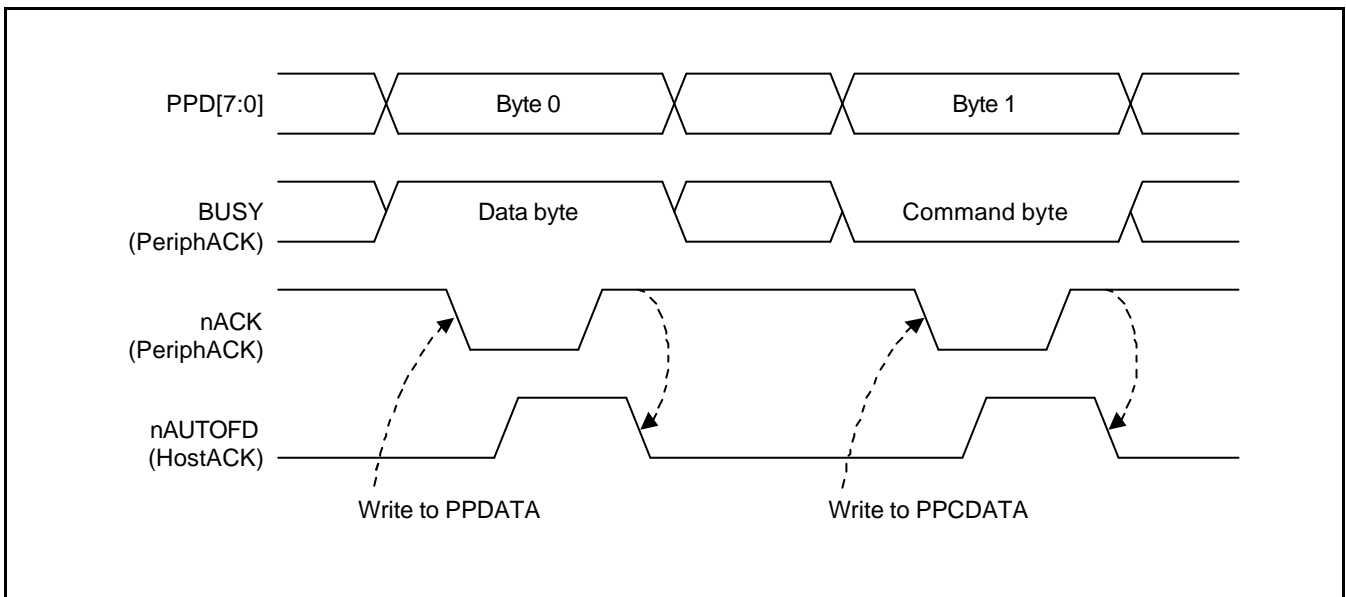 PPD[7:0]
Byte 0
Byte 1
BUSY
(PeriphACK)
Data byte
Command byte
nACK
(PeriphACK)
nAUTOFD
(HostACK)
Write to PPDATA
Write to PPCDATA